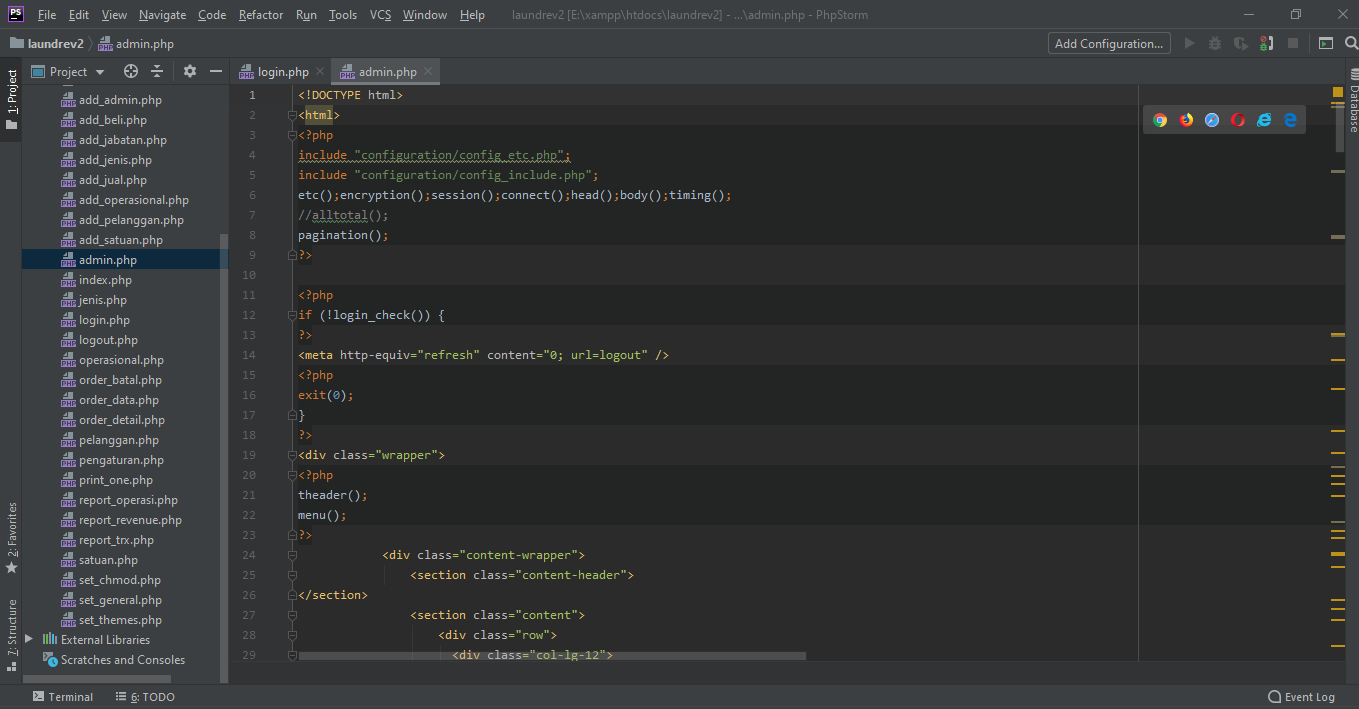 PS File Edit View Navigate Code Refactor Run Tools VCS Window Help laundrev2 [E:\xampp\htdocs\laundrev2] - ...\admin.php - PhpStorm
laundrev2 admin.php Add Configuration...
1: Project
Project
login.php admin.php
add_admin.php
add_beli.php
add_jabatan.php
add_jenis.php
add_jual.php
add_operasional.php
add_pelanggan.php
add_satuan.php
admin.php
index.php
jenis.php
login.php
logout.php
operasional.php
order_batal.php
order_data.php
order_detail.php
pelanggan.php
pengaturan.php
print_one.php
report_operasi.php
report_revenue.php
report_trx.php
satuan.php
set_chmod.php
set_general.php
set_themes.php
External Libraries
Scratches and Consoles
1 <!DOCTYPE html>
2 <html>
3 <?php
4 include "configuration/config_etc.php";
5 include "configuration/config_include.php";
6 etc();encryption();session();connect();head();body();timing();
7 //alltotal();
8 pagination();
9 ?>
10
11 <?php
12 if (!login_check()) {
13 ?>
14 <meta http-equiv="refresh" content="0; url=logout" />
15 <?php
16 exit(0);
17 }
18 ?>
19 <div class="wrapper">
20 <?php
21 theader();
22 menu();
23 ?>
24 <div class="content-wrapper">
25 <section class="content-header">
26 </section>
27 <section class="content">
28 <div class="row">
29 <div class="col-lg-12">
Database
2: Favorites
7: Structure
Terminal 6: TODO Event Log